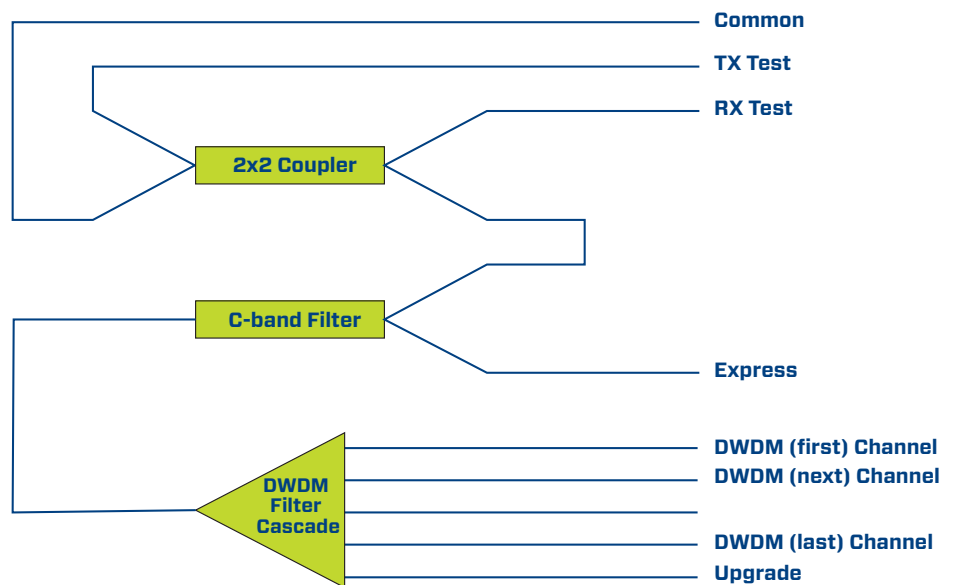 Common
TX Test
RX Test
2x2 Coupler
C-band Filter
Express
DWDM
Filter
Cascade
DWDM (first) Channel
DWDM (next) Channel
DWDM (last) Channel
Upgrade